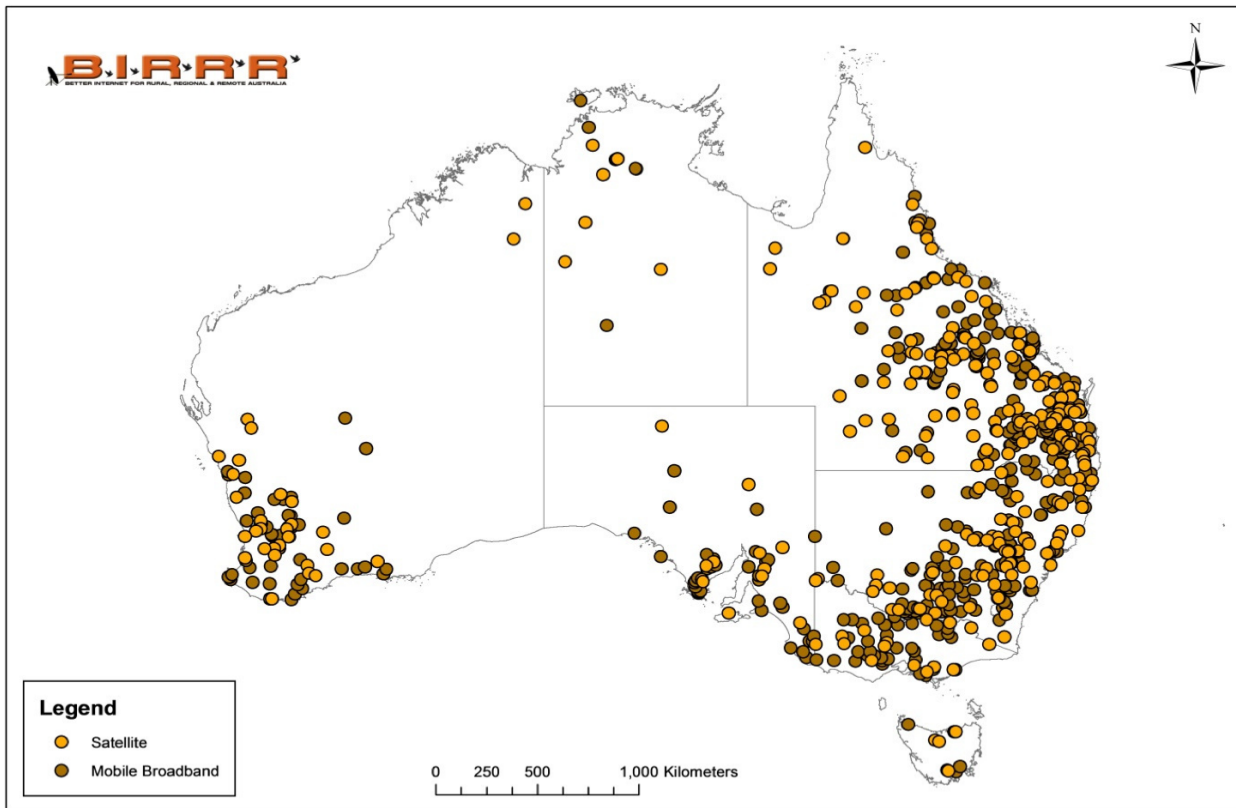 B·I·R·R·R
BETTER INTERNET FOR RURAL, REGIONAL & REMOTE AUSTRALIA
N
Legend
Satellite
Mobile Broadband
0 250 500 1,000 Kilometers